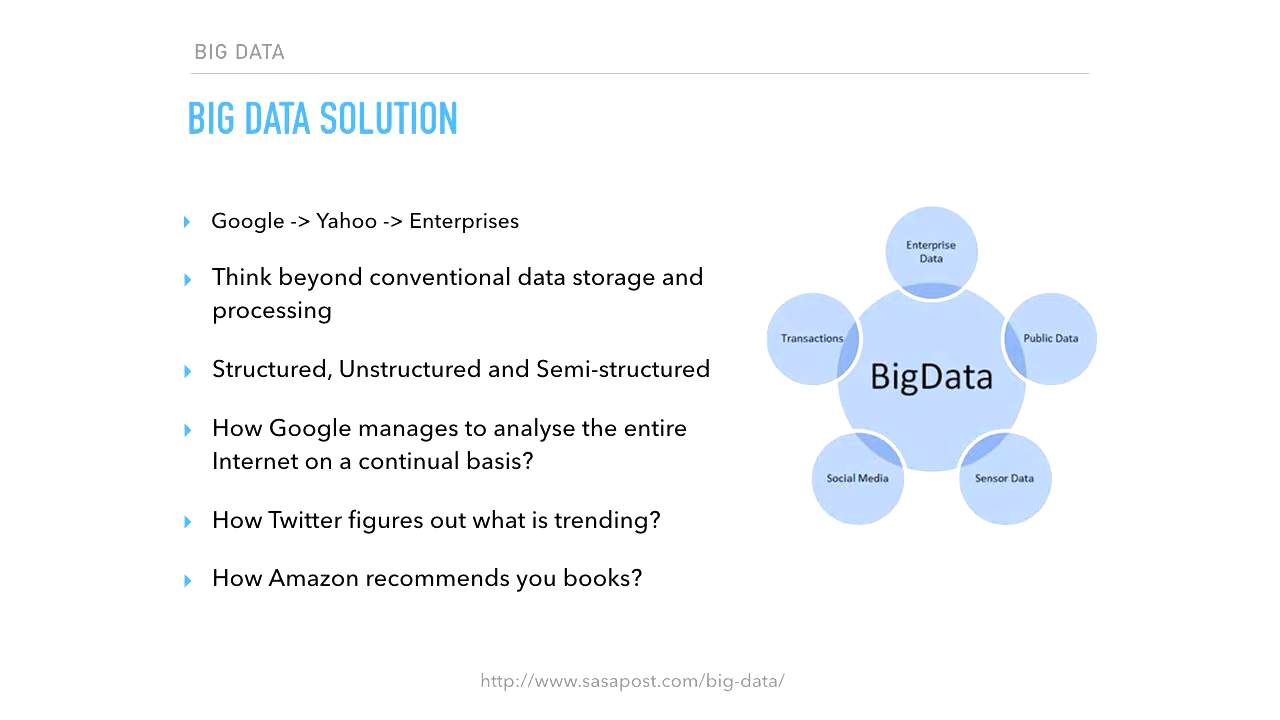 BIG DATA
BIG DATA SOLUTION
Google -> Yahoo -> Enterprises
Think beyond conventional data storage and
processing
Structured, Unstructured and Semi-structured
How Google manages to analyse the entire
Internet on a continual basis?
How Twitter figures out what is trending?
How Amazon recommends you books?
Enterprise
Data
Transactions
Public Data
BigData
Social Media
Sensor Data
http://www.sasapost.com/big-data/